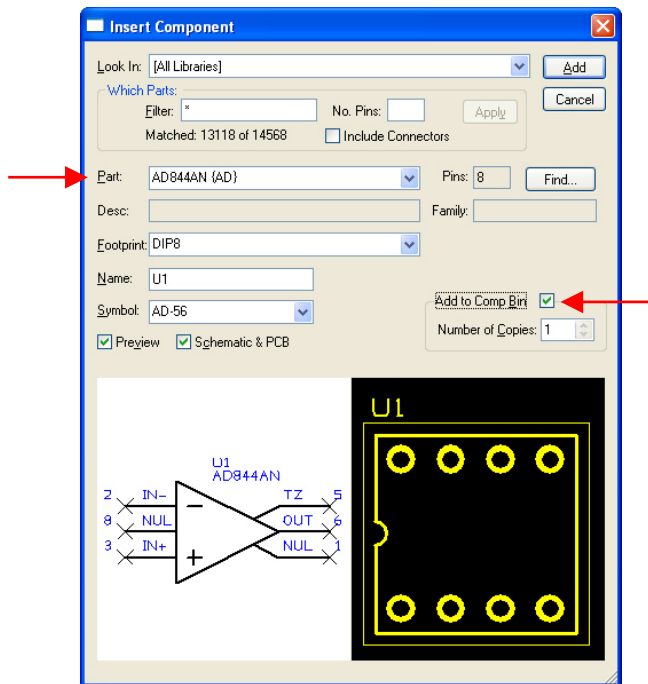 Insert Component
Look In: [All Libraries] Add
Which Parts: Cancel
Filter: * No. Pins: Apply
Matched: 13118 of 14568 Include Connectors
Part: AD844AN {AD} Pins: 8 Find...
Desc: Family:
Footprint: DIP8
Name: U1
Add to Comp Bin
Symbol: AD-56
Number of Copies: 1
Preview Schematic & PCB
U1
U1
AD844AN
2 IN- TZ 5
8 NUL OUT 6
3 IN+ NUL 1